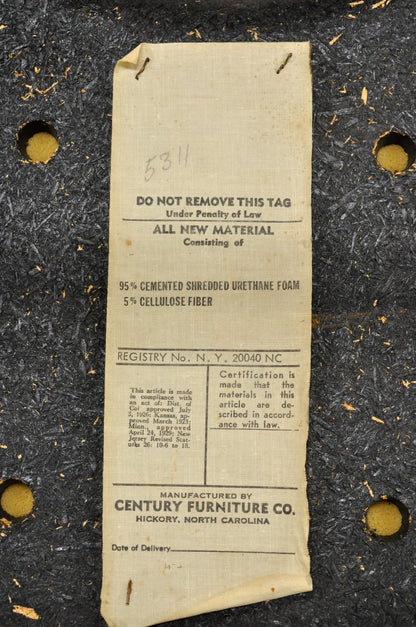 5311
DO NOT REMOVE THIS TAG
Under Penalty of Law
ALL NEW MATERIAL
Consisting of
95% CEMENTED SHREDDED URETHANE FOAM
5% CELLULOSE FIBER
REGISTRY No. N. Y. 20040 NC
This article is made
in compliance with
an act of: Dist. of
Col approved July
5, 1926; Kansas, ap-
proved March 1923;
Minn., approved
April 24, 1929; New
Jersey Revised Stat-
utes 26: 10-6 to 18.
Certification is
made that the
materials in this
article are de-
scribed in accord-
ance with law.
MANUFACTURED BY
CENTURY FURNITURE CO.
HICKORY, NORTH CAROLINA
Date of Delivery